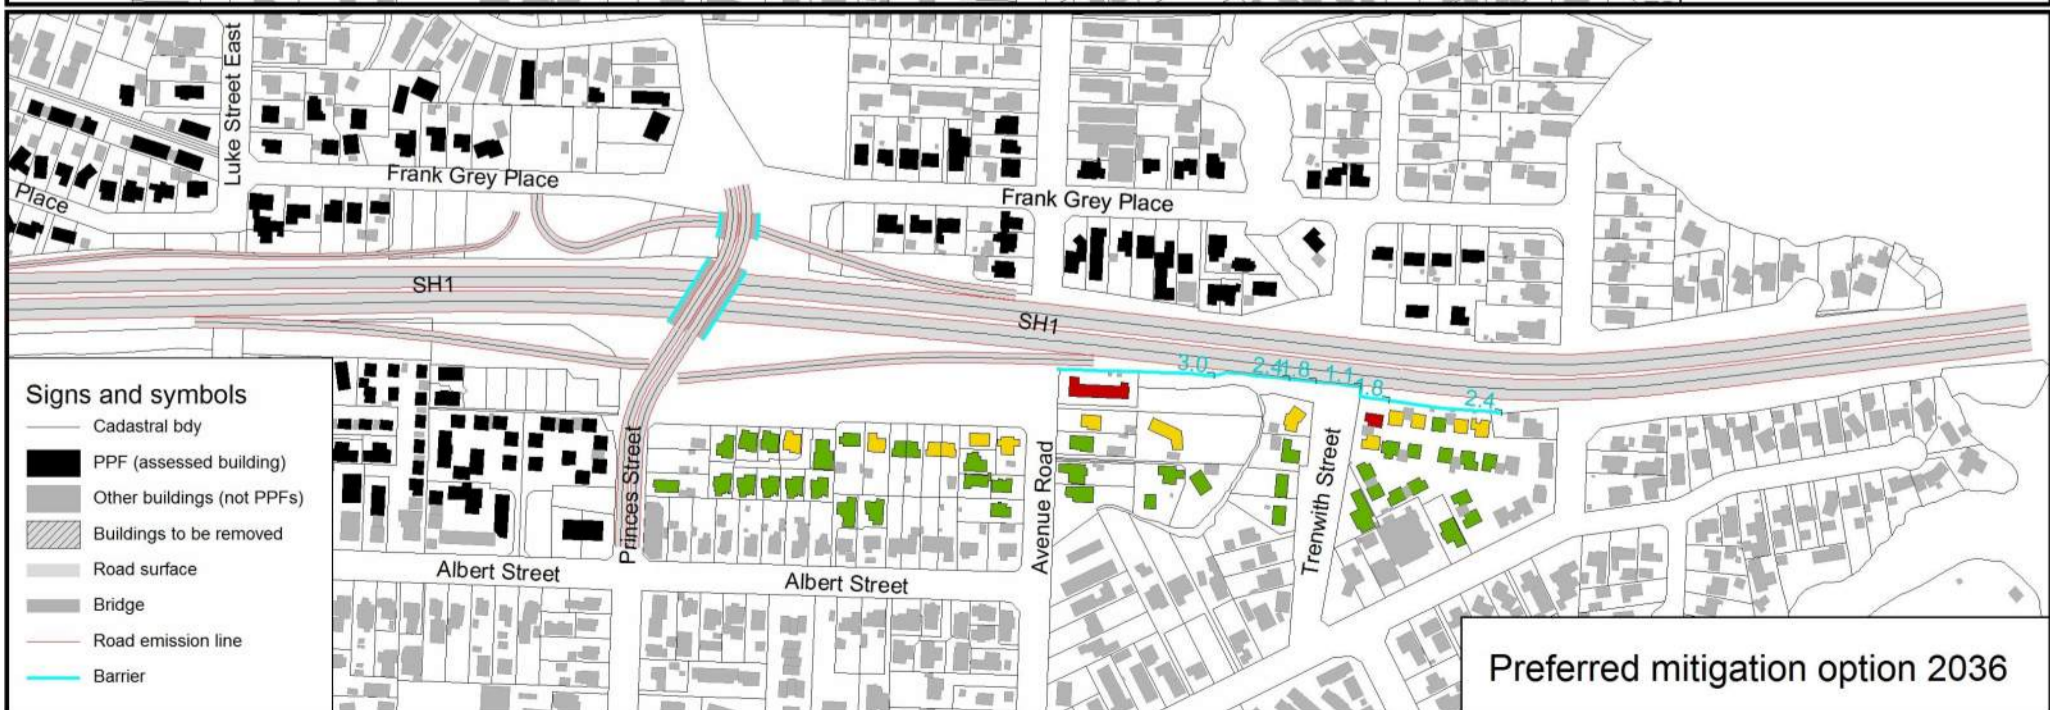 Luke Street East
Frank Grey Place
Place
Frank Grey Place
SH1
SH1
3.0
2.4
1.8
1.1
1.8
2.4
Signs and symbols
Cadastral bdy
PPF (assessed building)
Other buildings (not PPFs)
Buildings to be removed
Road surface
Bridge
Road emission line
Barrier
Princes Street
Avenue Road
Trenwith Street
Albert Street
Albert Street
Preferred mitigation option 2036